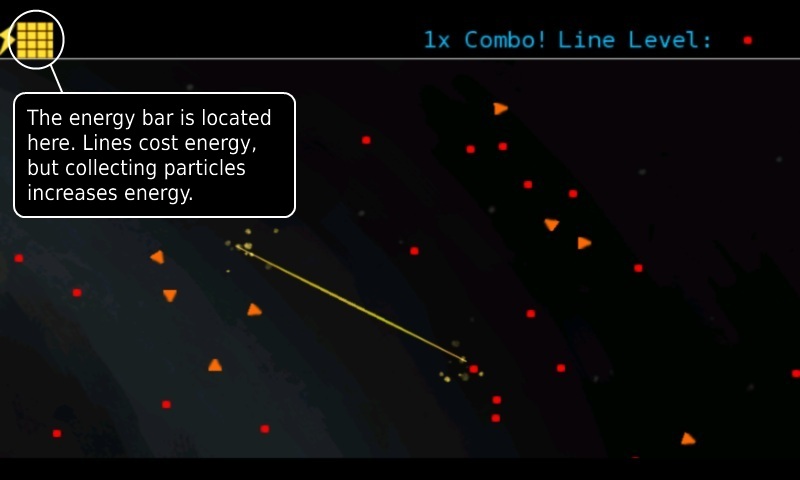 1x Combo! Line Level:
The energy bar is located
here. Lines cost energy,
but collecting particles
increases energy.